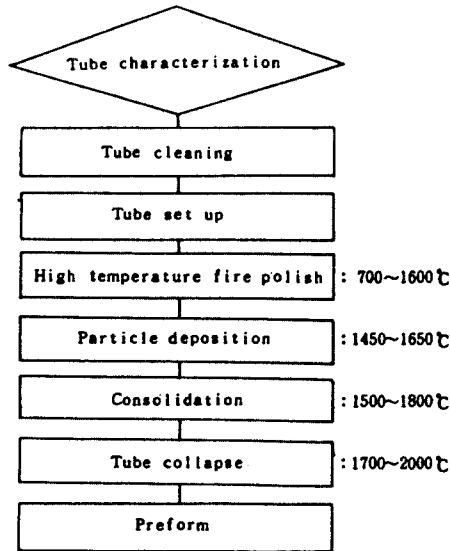 Tube characterization
Tube cleaning
Tube set up
High temperature fire polish : 700~1600℃
Particle deposition : 1450~1650℃
Consolidation : 1500~1800℃
Tube collapse : 1700~2000℃
Preform